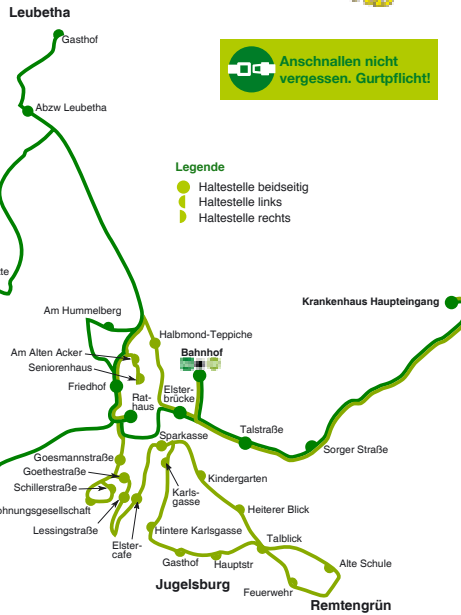 Leubetha
Gasthof
Anschnallen nicht
vergessen. Gurtpflicht!
Abzw Leubetha
Legende
Haltestelle beidseitig
Haltestelle links
Haltestelle rechts
Krankenhaus Haupteingang
Am Hummelberg
Halbmond-Teppiche
Am Alten Acker
Bahnhof
Seniorenhaus
Friedhof
Rat-
haus
Elster-
brücke
Sparkasse
Talstraße
Sorger Straße
Goesmannstraße
Goethestraße
Schillerstraße
ohnungsgesellschaft
Lessingstraße
Elster-
cafe
Karls-
gasse
Kindergarten
Heiterer Blick
Hintere Karlsgasse
Talblick
Gasthof
Hauptstr
Alte Schule
Feuerwehr
Jugelsburg
Remtengrün